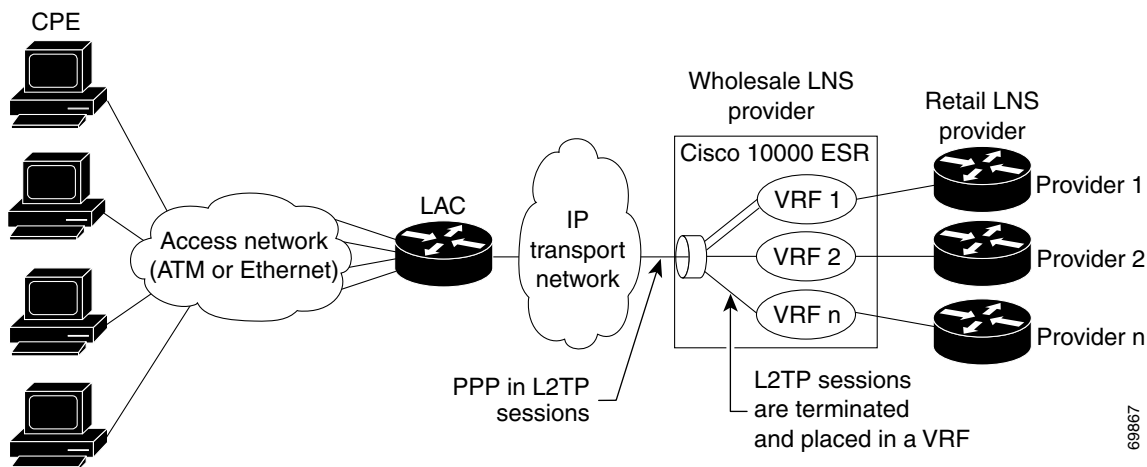 CPE
Access network
(ATM or Ethernet)
LAC
IP
transport
network
PPP in L2TP
sessions
Wholesale LNS
provider
Cisco 10000 ESR
VRF 1
VRF 2
VRF n
L2TP sessions
are terminated
and placed in a VRF
Retail LNS
provider
Provider 1
Provider 2
Provider n
69867